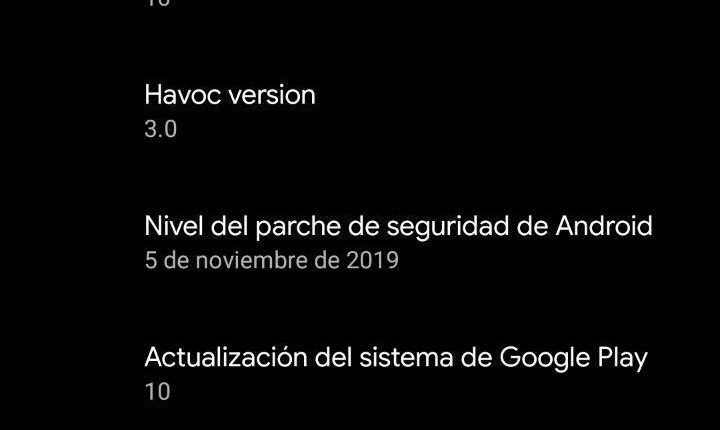 10
Havoc version
3.0
Nivel del parche de seguridad de Android
5 de noviembre de 2019
Actualización del sistema de Google Play
10